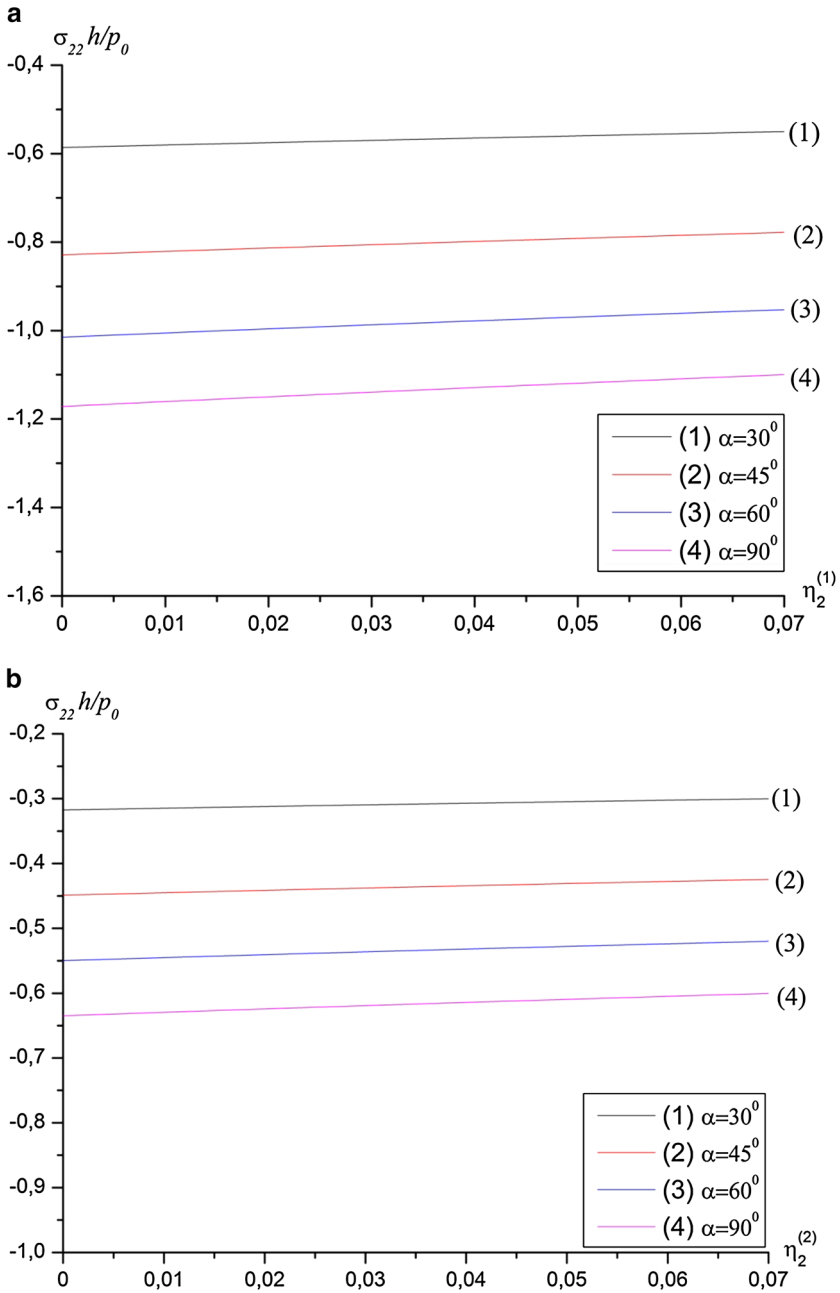 a
σ22 h/p0
-0,4
-0,6
-0,8
-1,0
-1,2
-1,4
-1,6
(1)
(2)
(3)
(4)
(1) α=30⁰
(2) α=45⁰
(3) α=60⁰
(4) α=90⁰
0 0,01 0,02 0,03 0,04 0,05 0,06 0,07
η2(1)
b
σ22 h/p0
-0,2
-0,3
-0,4
-0,5
-0,6
-0,7
-0,8
-0,9
-1,0
(1)
(2)
(3)
(4)
(1) α=30⁰
(2) α=45⁰
(3) α=60⁰
(4) α=90⁰
0 0,01 0,02 0,03 0,04 0,05 0,06 0,07
η2(2)